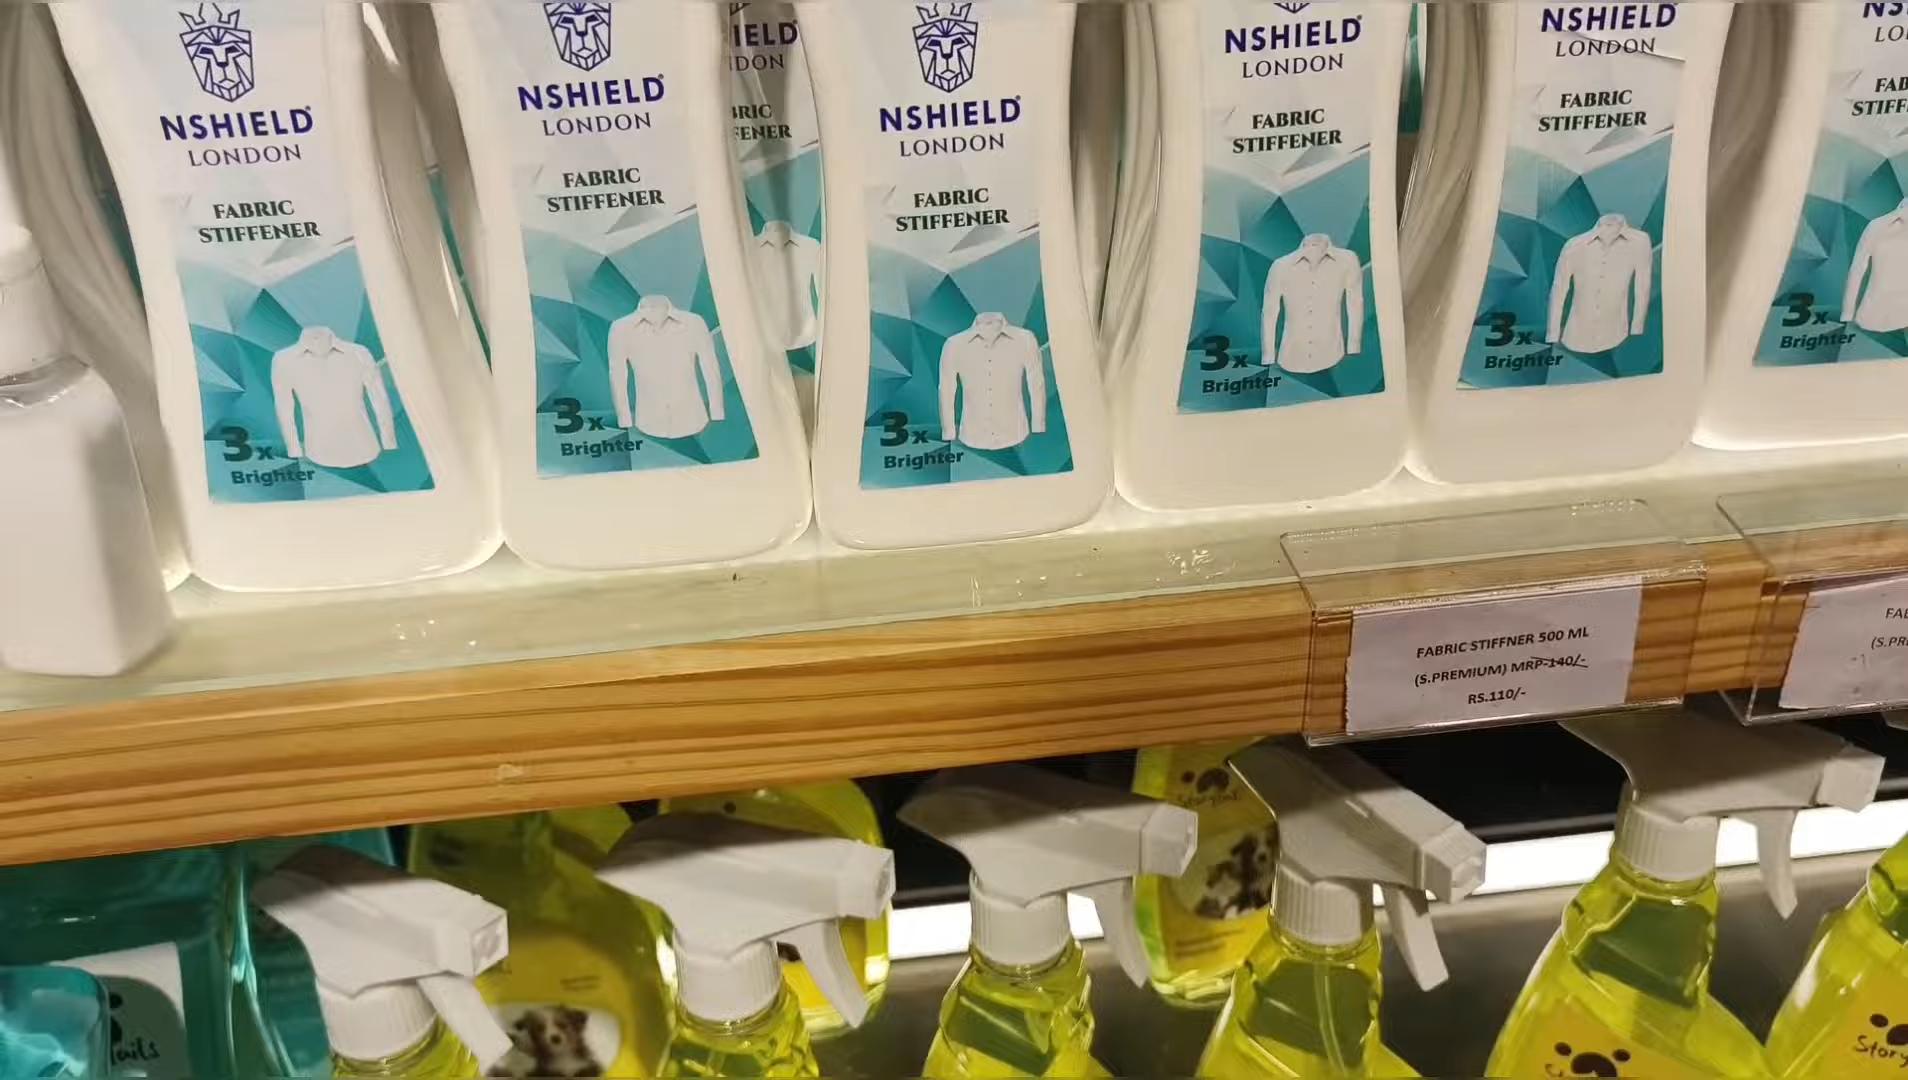 NSHIELD
LONDON
FABRIC
STIFFENER
3x
Brighter
NSHIELD
LONDON
FABRIC
STIFFENER
3x
Brighter
NSHIELD
LONDON
FABRIC
STIFFENER
3x
Brighter
NSHIELD
LONDON
FABRIC
STIFFENER
3x
Brighter
NSHIELD
LONDON
FABRIC
STIFFENER
3x
Brighter
3x
Brighter
FABRIC STIFFNER 500 ML
(S.PREMIUM) MRP-140/-
RS.110/-